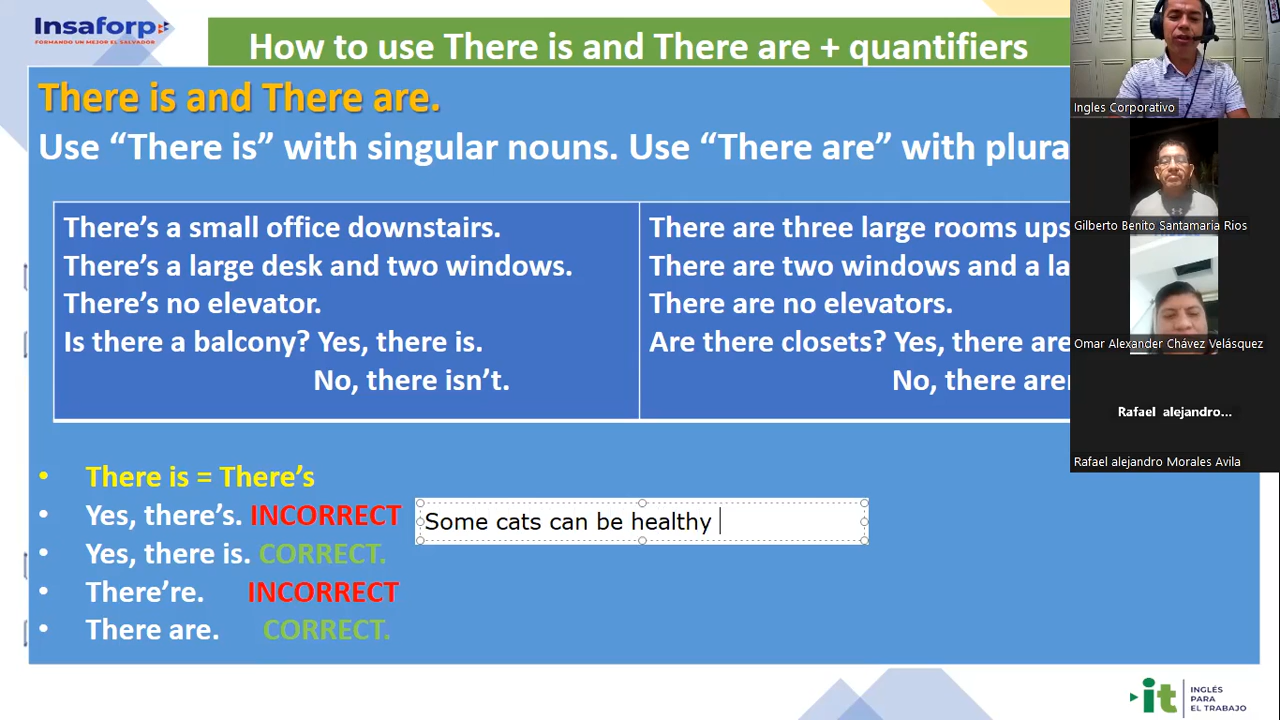 Insaforp
FORMANDO UN MEJOR EL SALVADOR
How to use There is and There are + quantifiers
There is and There are.
Use “There is” with singular nouns. Use “There are” with plura
There’s a small office downstairs.
There’s a large desk and two windows.
There’s no elevator.
Is there a balcony? Yes, there is.
No, there isn’t.
There are three large rooms ups
There are two windows and a la
There are no elevators.
Are there closets? Yes, there are
No, there aren
• There is = There’s
• Yes, there’s. INCORRECT
• Yes, there is. CORRECT.
• There’re. INCORRECT
• There are. CORRECT.
Some cats can be healthy
Ingles Corporativo
Gilberto Benito Santamaria Rios
Omar Alexander Chávez Velásquez
Rafael alejandro...
Rafael alejandro Morales Avila
it
INGLÉS
PARA
EL TRABAJO